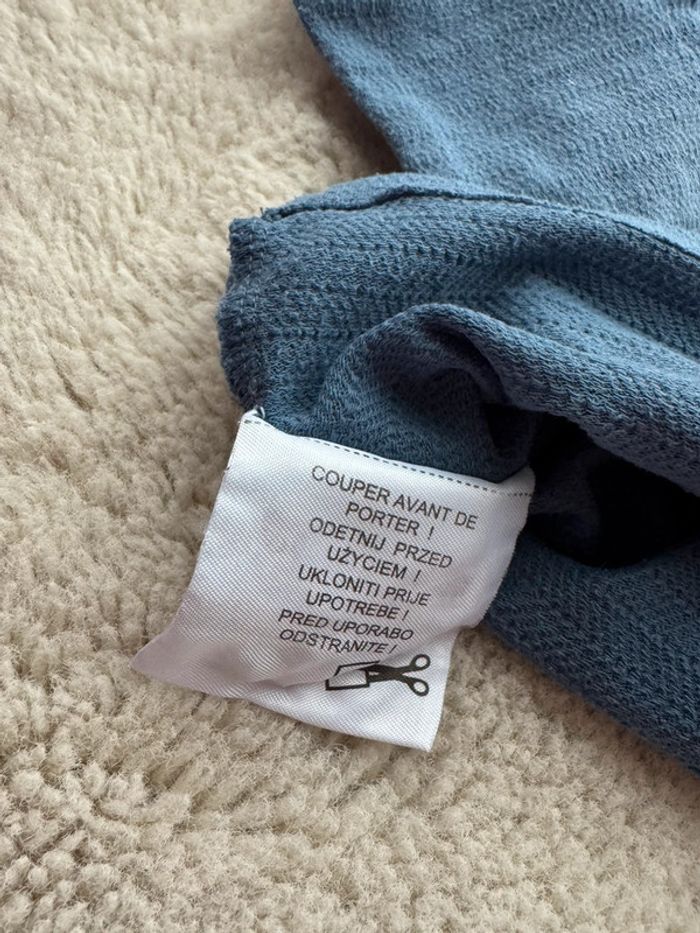 COUPER AVANT DE
PORTER !
ODETNIJ PRZED
UŻYCIEM !
UKLONITI PRIJE
UPOTREBE !
PRED UPORABO
ODSTRANITE !